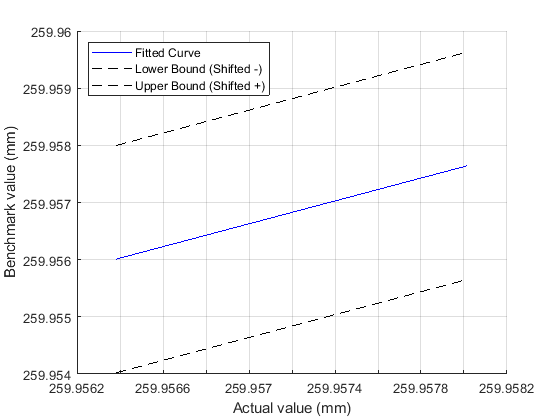 259.96
259.959
259.958
259.957
259.956
259.955
259.954
Benchmark value (mm)
Fitted Curve
Lower Bound (Shifted -)
Upper Bound (Shifted +)
259.9562 259.9566 259.957 259.9574 259.9578 259.9582
Actual value (mm)